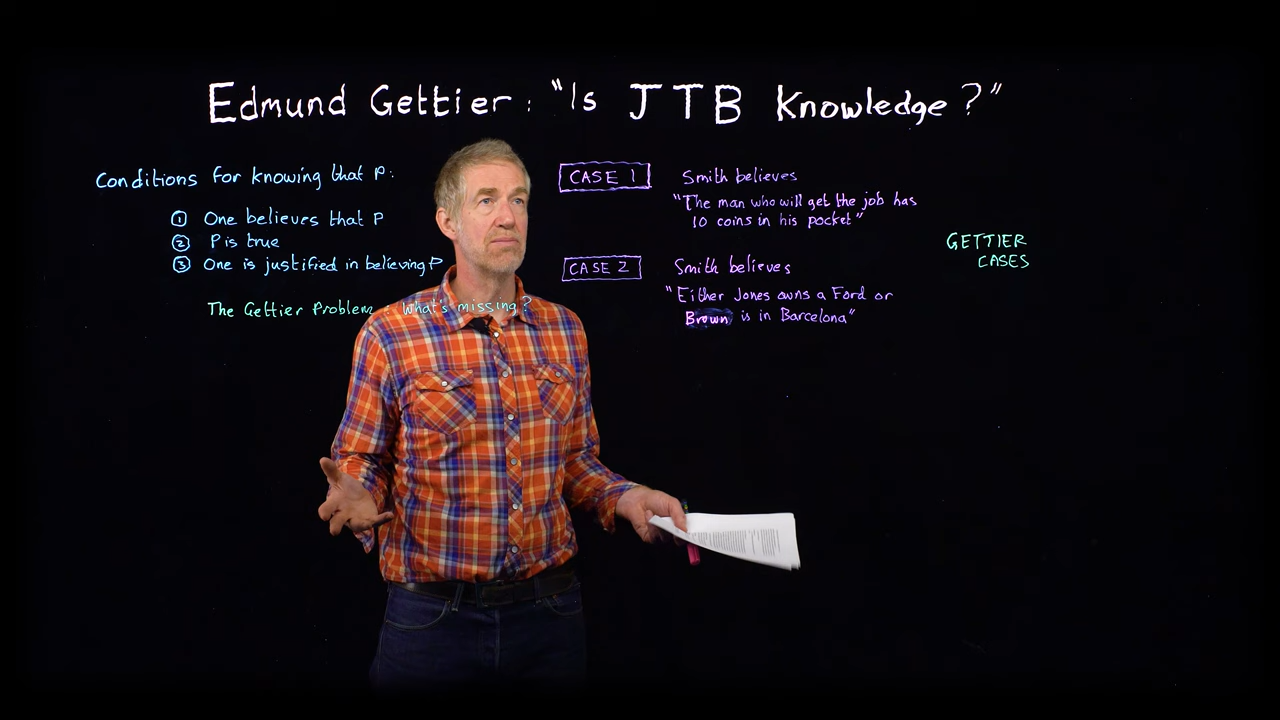 Edmund Gettier: "Is JTB Knowledge?"
Conditions for knowing that P:
① One believes that P
② P is true
③ One is justified in believing P
The Gettier Problem: What's missing?
CASE 1
Smith believes
"The man who will get the job has
10 coins in his pocket"
CASE 2
Smith believes
"Either Jones owns a Ford or
Brown is in Barcelona"
GETTIER
CASES